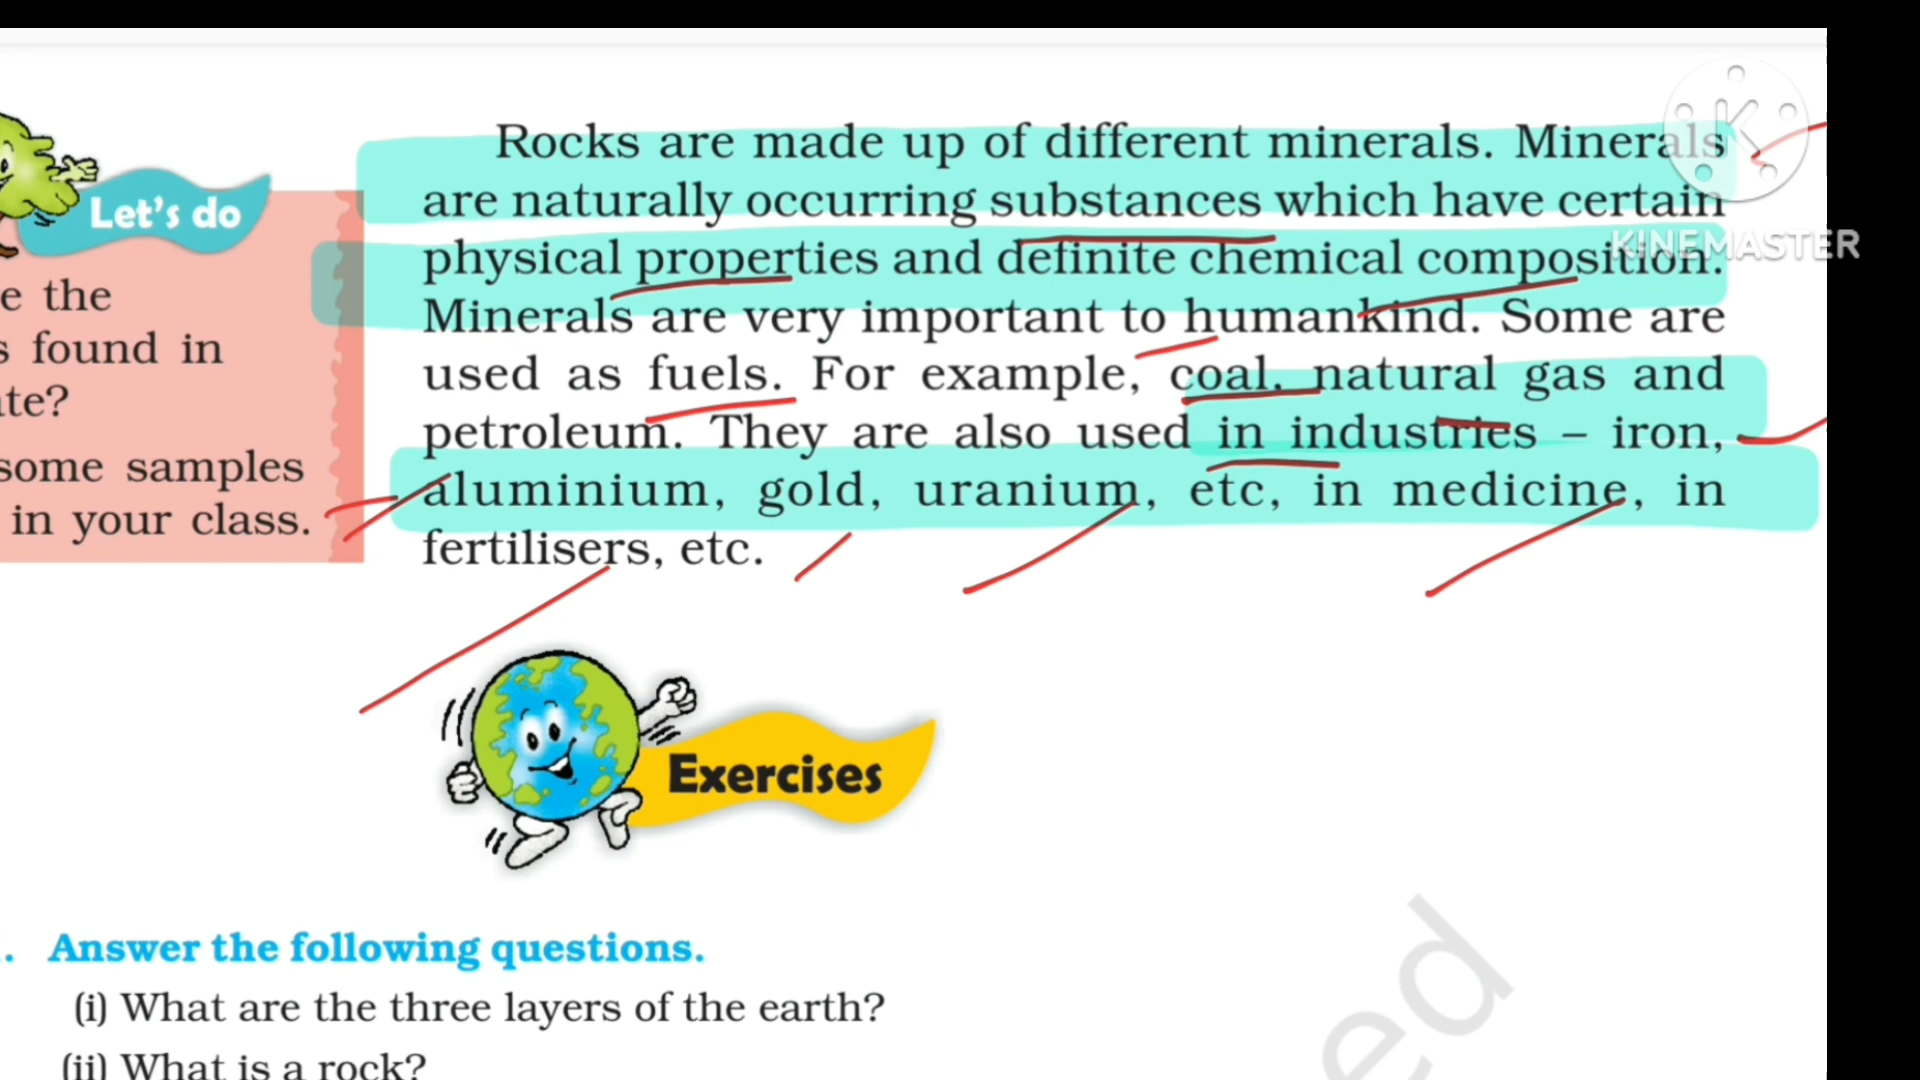 Rocks are made up of different minerals. Minerals
are naturally occurring substances which have certain
physical properties and definite chemical composition.
Minerals are very important to humankind. Some are
used as fuels. For example, coal, natural gas and
petroleum. They are also used in industries – iron,
aluminium, gold, uranium, etc, in medicine, in
fertilisers, etc.
KINEMASTER
Let's do
e the
s found in
ate?
some samples
in your class.
Exercises
. Answer the following questions.
(i) What are the three layers of the earth?
(ii) What is a rock?
ed